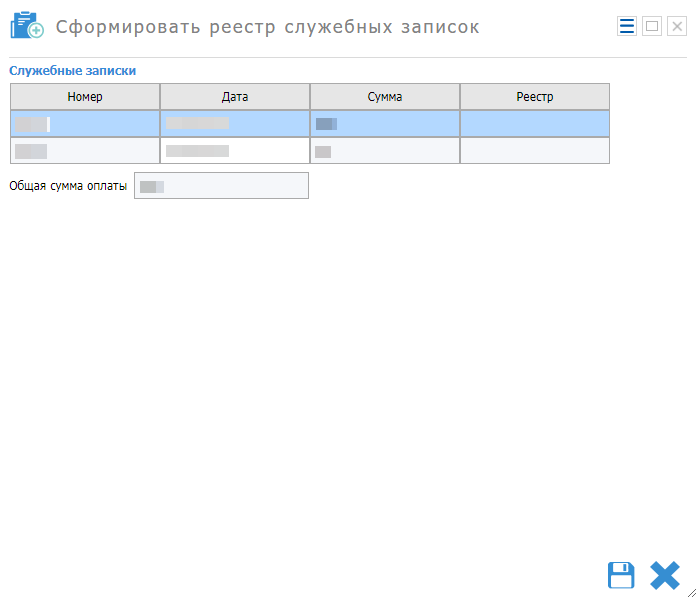 Сформировать реестр служебных записок
Служебные записки
Номер Дата Сумма Реестр
Общая сумма оплаты